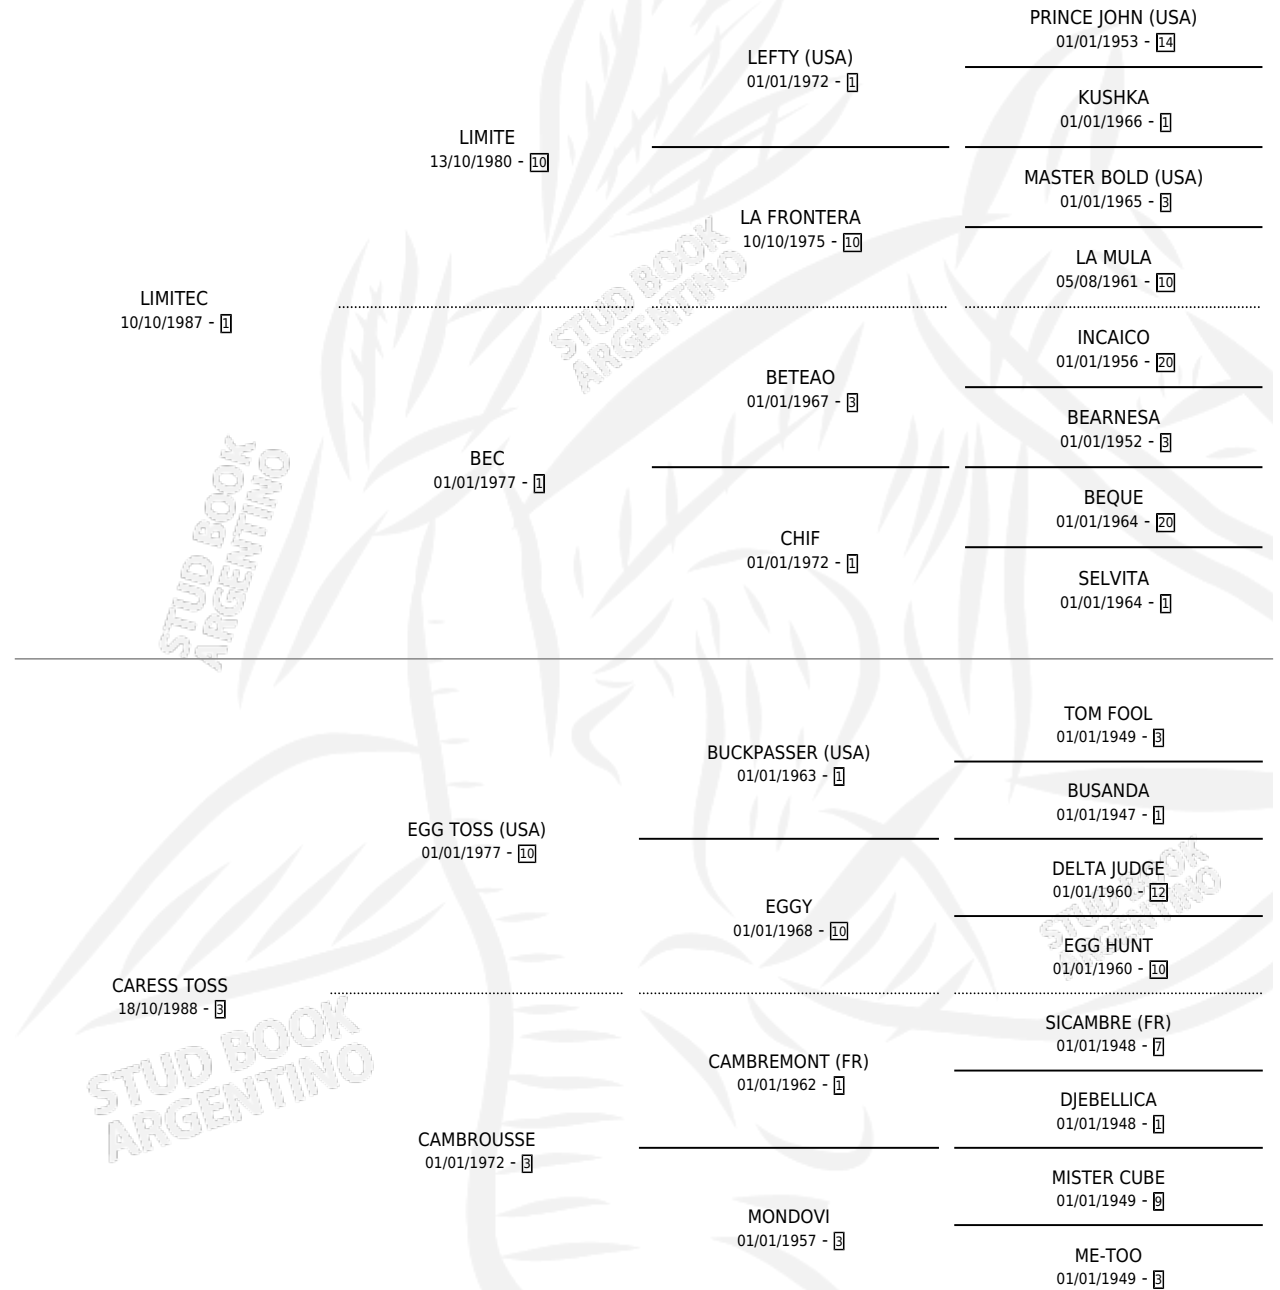 PRINCE JOHN (USA)
01/01/1953 - 14
LEFTY (USA)
01/01/1972 - 1
KUSHKA
01/01/1966 - 1
LIMITE
13/10/1980 - 10
MASTER BOLD (USA)
01/01/1965 - 3
LA FRONTERA
10/10/1975 - 10
LA MULA
05/08/1961 - 10
LIMITEC
10/10/1987 - 1
INCAICO
01/01/1956 - 20
BETEAO
01/01/1967 - 3
BEARNESA
01/01/1952 - 3
BEC
01/01/1977 - 1
BEQUE
01/01/1964 - 20
CHIF
01/01/1972 - 1
SELVITA
01/01/1964 - 1
STUD BOOK
ARGENTINO
STUD BOOK
ARGENTINO
TOM FOOL
01/01/1949 - 3
BUCKPASSER (USA)
01/01/1963 - 1
BUSANDA
01/01/1947 - 1
EGG TOSS (USA)
01/01/1977 - 10
DELTA JUDGE
01/01/1960 - 12
EGGY
01/01/1968 - 10
EGG HUNT
01/01/1960 - 10
CARESS TOSS
18/10/1988 - 3
SICAMBRE (FR)
01/01/1948 - 7
CAMBREMONT (FR)
01/01/1962 - 1
DJEBELLICA
01/01/1948 - 1
CAMBROUSSE
01/01/1972 - 3
MISTER CUBE
01/01/1949 - 9
MONDOVI
01/01/1957 - 3
ME-TOO
01/01/1949 - 3
STUD BOOK
ARGENTINO
STUD BOOK
ARGENTINO